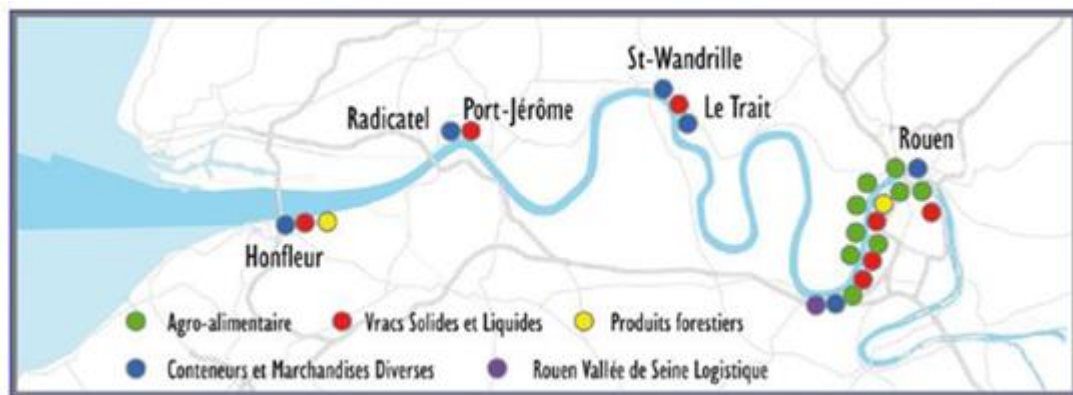 St-Wandrille
Radicatel
Port-Jérôme
Le Trait
Rouen
Honfleur
Agro-alimentaire
Vracs Solides et Liquides
Produits forestiers
Conteneurs et Marchandises Diverses
Rouen Vallée de Seine Logistique